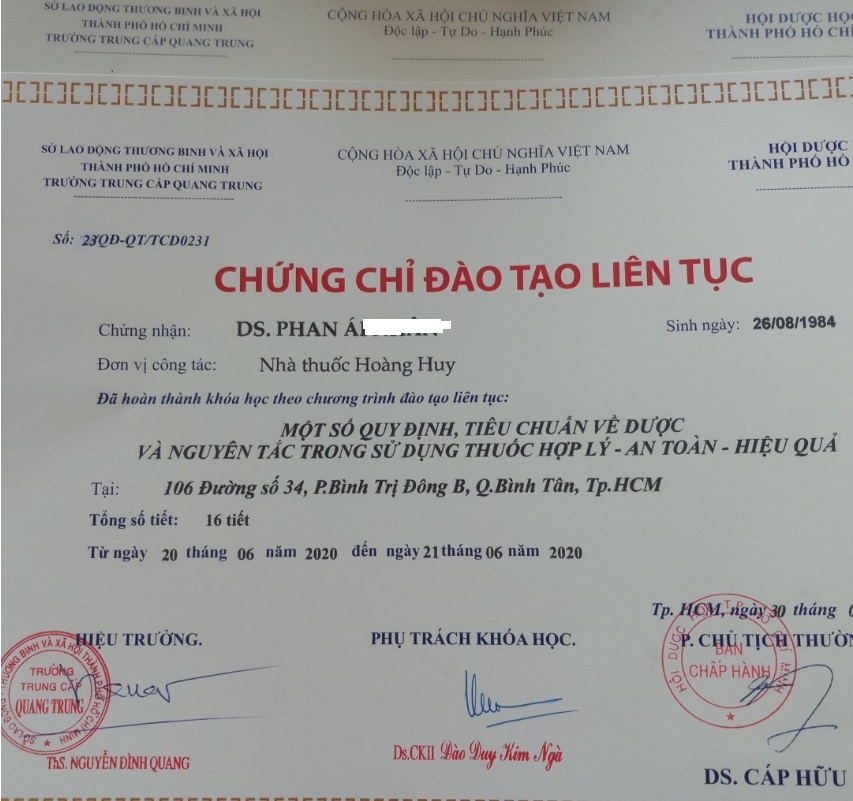 SỞ LAO ĐỘNG THƯƠNG BINH VÀ XÃ HỘI
THÀNH PHỐ HỒ CHÍ MINH
TRƯỜNG TRUNG CẤP QUANG TRUNG
CỘNG HÒA XÃ HỘI CHỦ NGHĨA VIỆT NAM
Độc lập - Tự Do - Hạnh Phúc
HỘI DƯỢC HỌC
THÀNH PHỐ HỒ CHÍ
SỞ LAO ĐỘNG THƯƠNG BINH VÀ XÃ HỘI
THÀNH PHỐ HỒ CHÍ MINH
TRƯỜNG TRUNG CẤP QUANG TRUNG
CỘNG HÒA XÃ HỘI CHỦ NGHĨA VIỆT NAM
Độc lập - Tự Do - Hạnh Phúc
HỘI DƯỢC
THÀNH PHỐ HỒ
Số: 23QĐ-QT/TCD0231
CHỨNG CHỈ ĐÀO TẠO LIÊN TỤC
Chứng nhận: DS. PHAN
Sinh ngày: 26/08/1984
Đơn vị công tác: Nhà thuốc Hoàng Huy
Đã hoàn thành khóa học theo chương trình đào tạo liên tục:
MỘT SỐ QUY ĐỊNH, TIÊU CHUẨN VỀ DƯỢC
VÀ NGUYÊN TẮC TRONG SỬ DỤNG THUỐC HỢP LÝ - AN TOÀN - HIỆU QUẢ
Tại: 106 Đường số 34, P.Bình Trị Đông B, Q.Bình Tân, Tp.HCM
Tổng số tiết: 16 tiết
Từ ngày 20 tháng 06 năm 2020 đến ngày 21 tháng 06 năm 2020
Tp. HCM, ngày 30 tháng
HIỆU TRƯỞNG.
PHỤ TRÁCH KHÓA HỌC.
P. CHỦ TỊCH THƯỜN
TRƯỜNG
TRUNG CẤP
QUANG TRUNG
BAN
CHẤP HÀNH
ThS. NGUYỄN ĐÌNH QUANG
Ds.CKII Đào Duy Kim Ngà
DS. CÁP HỮU